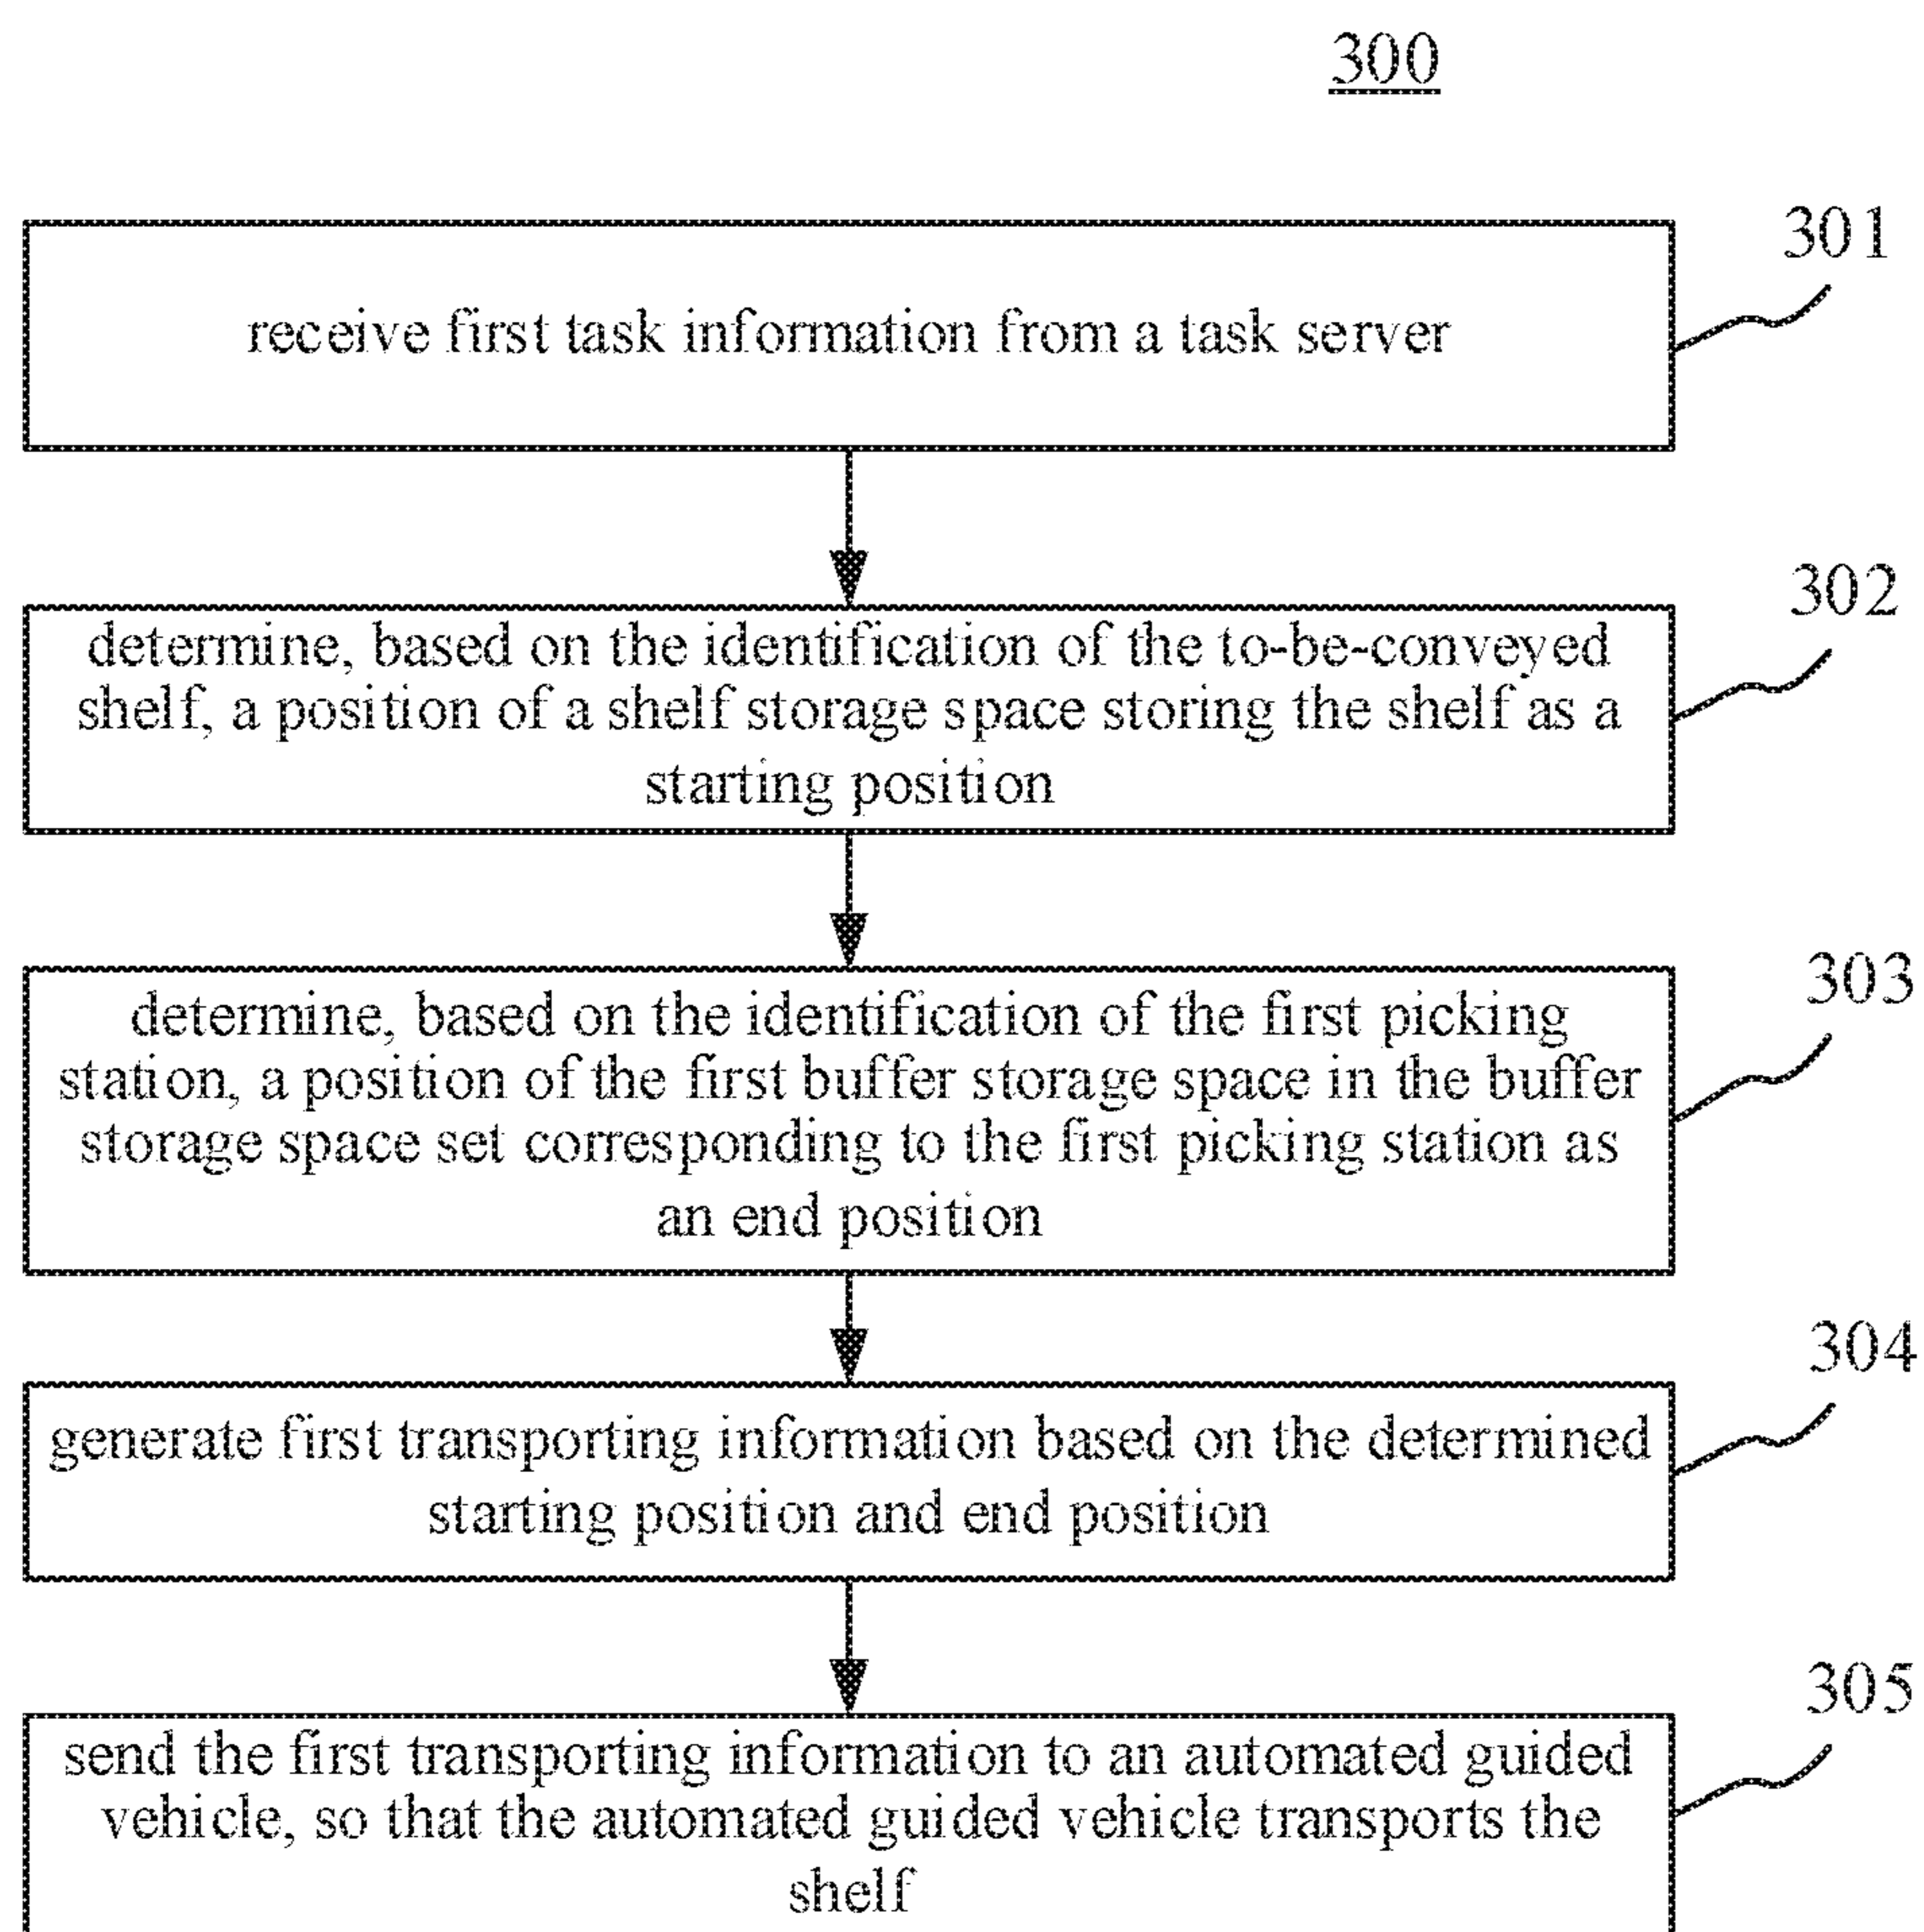 300
301
receive first task information from a task server
302
determine, based on the identification of the to-be-conveyed
shelf, a position of a shelf storage space storing the shelf as a
starting position
303
determine, based on the identification of the first picking
station, a position of the first buffer storage space in the buffer
storage space set corresponding to the first picking station as
an end position
304
generate first transporting information based on the determined
starting position and end position
305
send the first transporting information to an automated guided
vehicle, so that the automated guided vehicle transports the
shelf